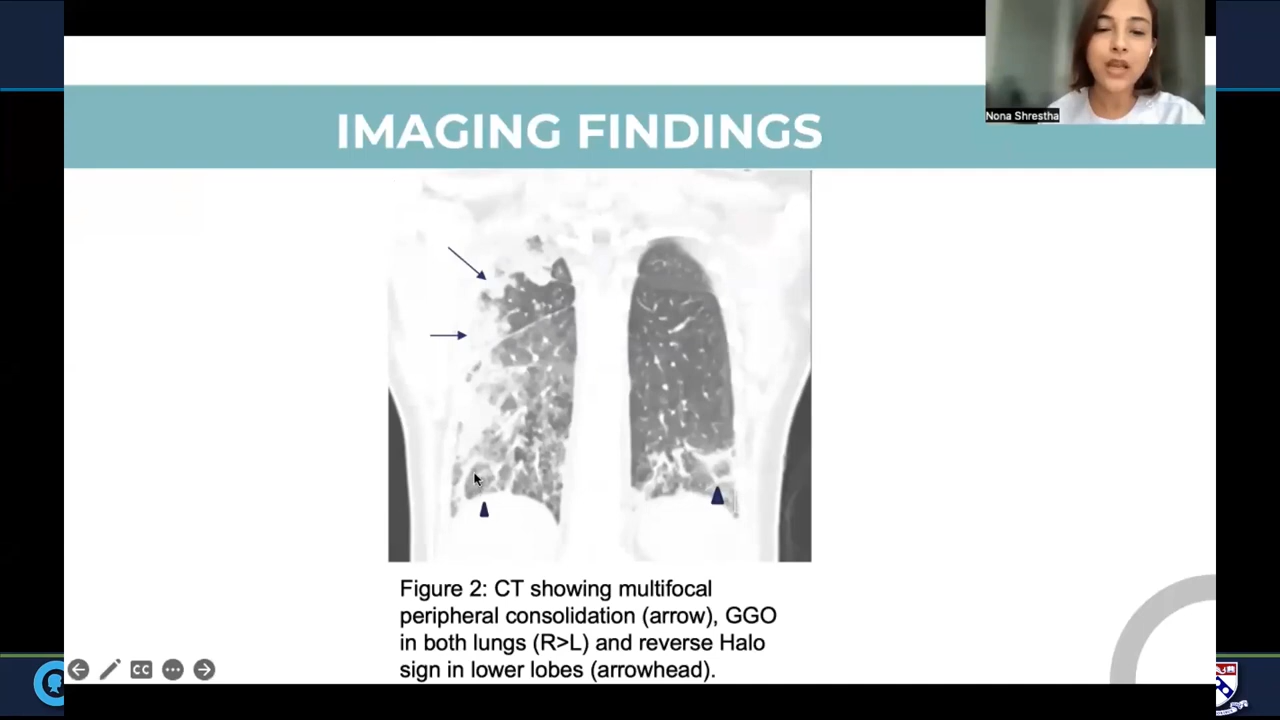 IMAGING FINDINGS
Nona Shrestha
Figure 2: CT showing multifocal
peripheral consolidation (arrow), GGO
in both lungs (R>L) and reverse Halo
sign in lower lobes (arrowhead).
CC